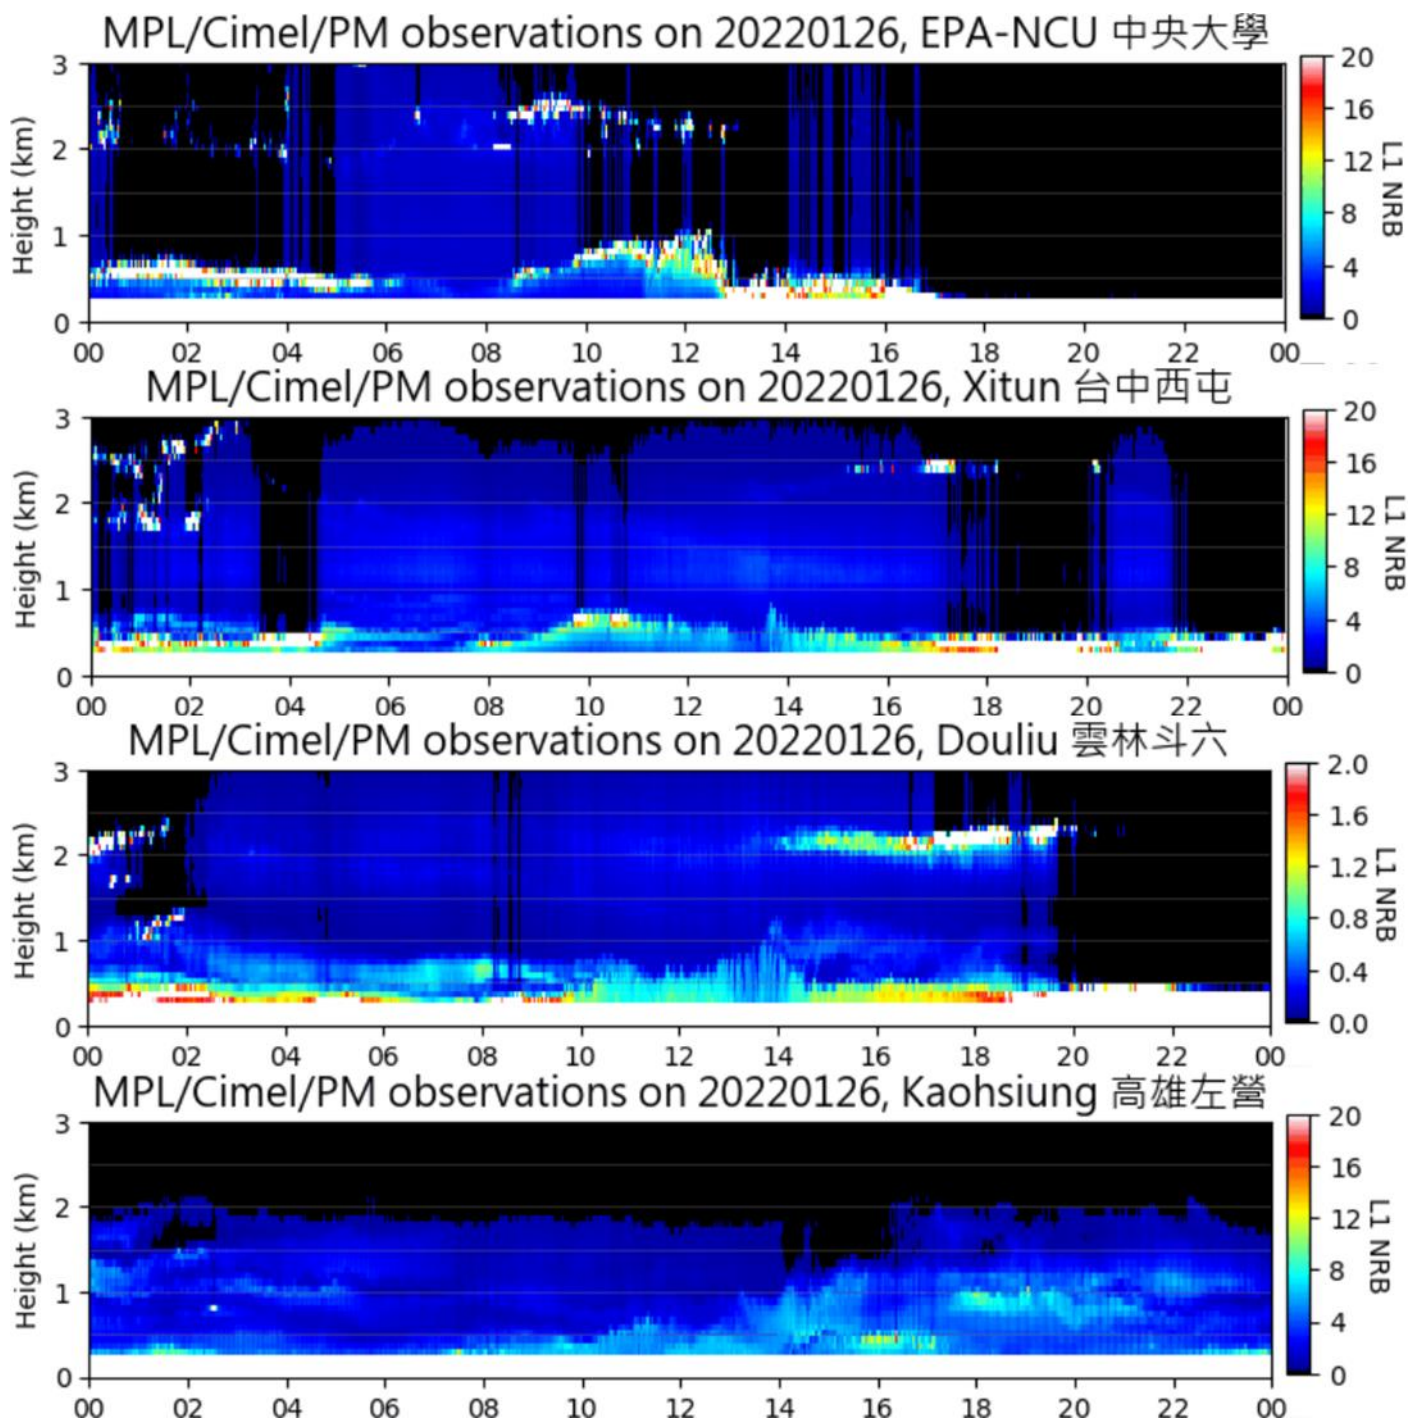 MPL/Cimel/PM observations on 20220126, EPA-NCU 中央大學
3
2
1
0
Height (km)
00 02 04 06 08 10 12 14 16 18 20 22 00
20
16
12
8
4
0
L1 NRB
MPL/Cimel/PM observations on 20220126, Xitun 台中西屯
3
2
1
0
Height (km)
00 02 04 06 08 10 12 14 16 18 20 22 00
20
16
12
8
4
0
L1 NRB
MPL/Cimel/PM observations on 20220126, Douliu 雲林斗六
3
2
1
0
Height (km)
00 02 04 06 08 10 12 14 16 18 20 22 00
2.0
1.6
1.2
0.8
0.4
0.0
L1 NRB
MPL/Cimel/PM observations on 20220126, Kaohsiung 高雄左營
3
2
1
0
Height (km)
00 02 04 06 08 10 12 14 16 18 20 22 00
20
16
12
8
4
0
L1 NRB